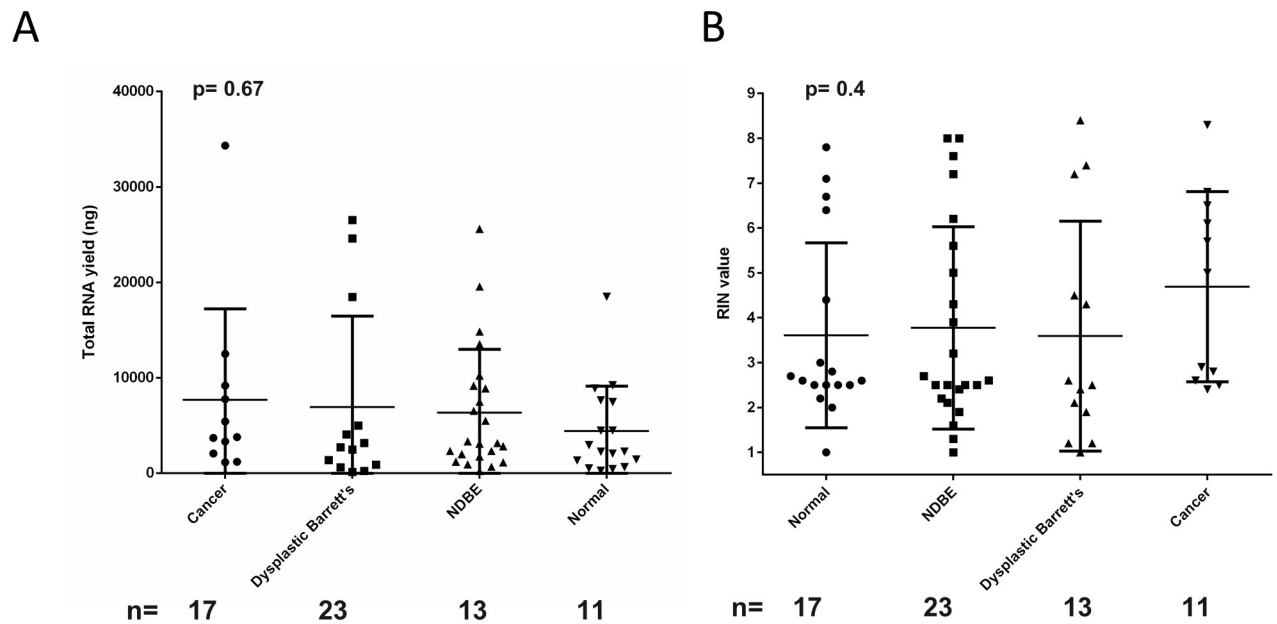 A
p= 0.67
Total RNA yield (ng)
40000
30000
20000
10000
0
Cancer
Dysplastic Barrett's
NDBE
Normal
n= 17 23 13 11
B
p= 0.4
RIN value
9
8
7
6
5
4
3
2
1
Normal
NDBE
Dysplastic Barrett's
Cancer
n= 17 23 13 11